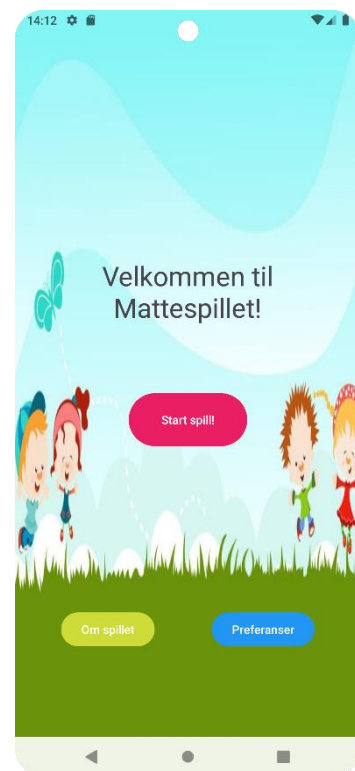 14:12
Velkommen til
Mattespillet!
Start spill!
Om spillet
Preferanser